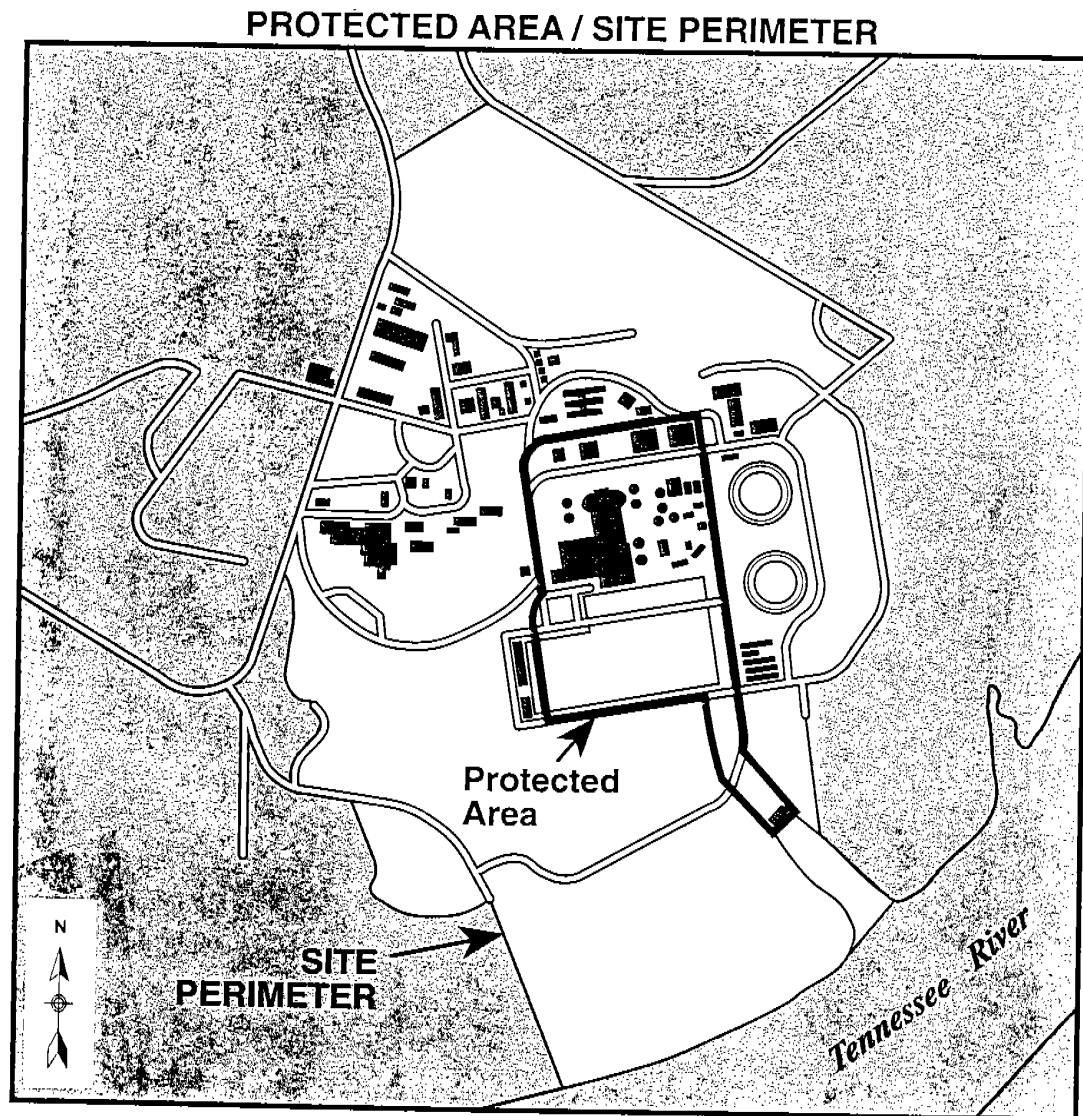 PROTECTED AREA / SITE PERIMETER
Protected
Area
SITE
PERIMETER
N
Tennessee River